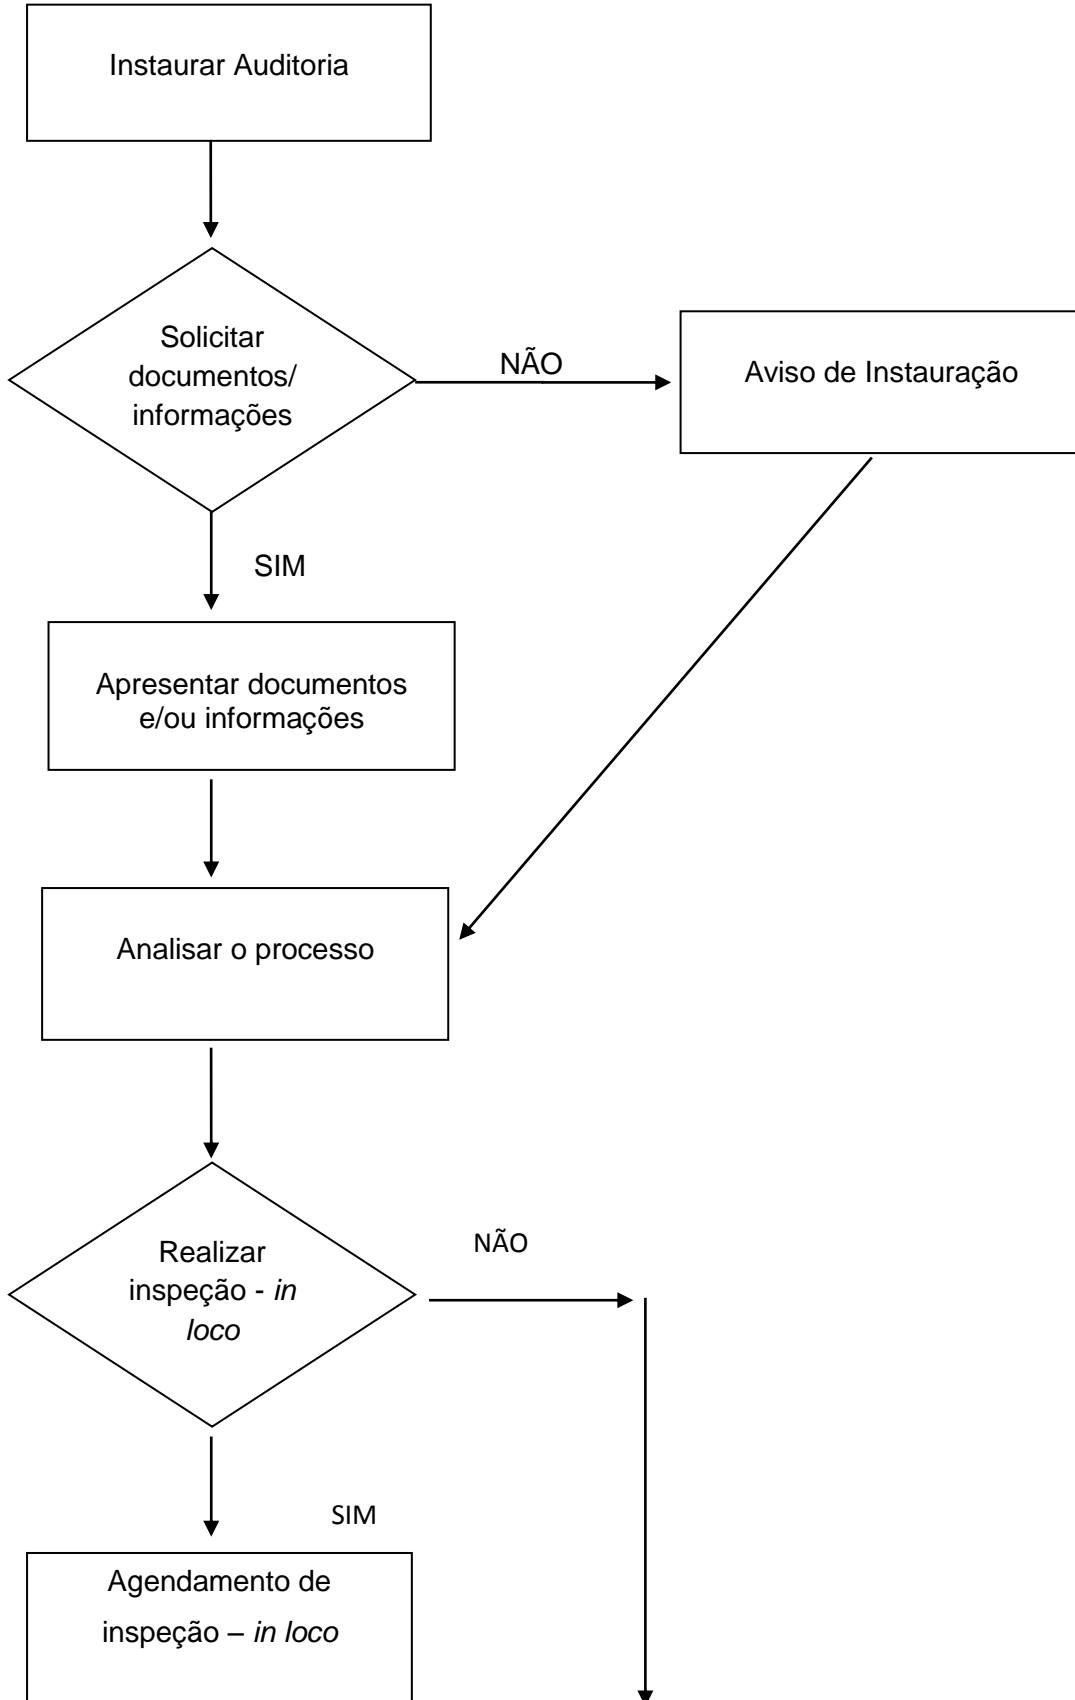 Instaurar Auditoria
Solicitar
documentos/
informações
NÃO
Aviso de Instauração
SIM
Apresentar documentos
e/ou informações
Analisar o processo
Realizar
inspeção - in
loco
NÃO
SIM
Agendamento de
inspeção – in loco